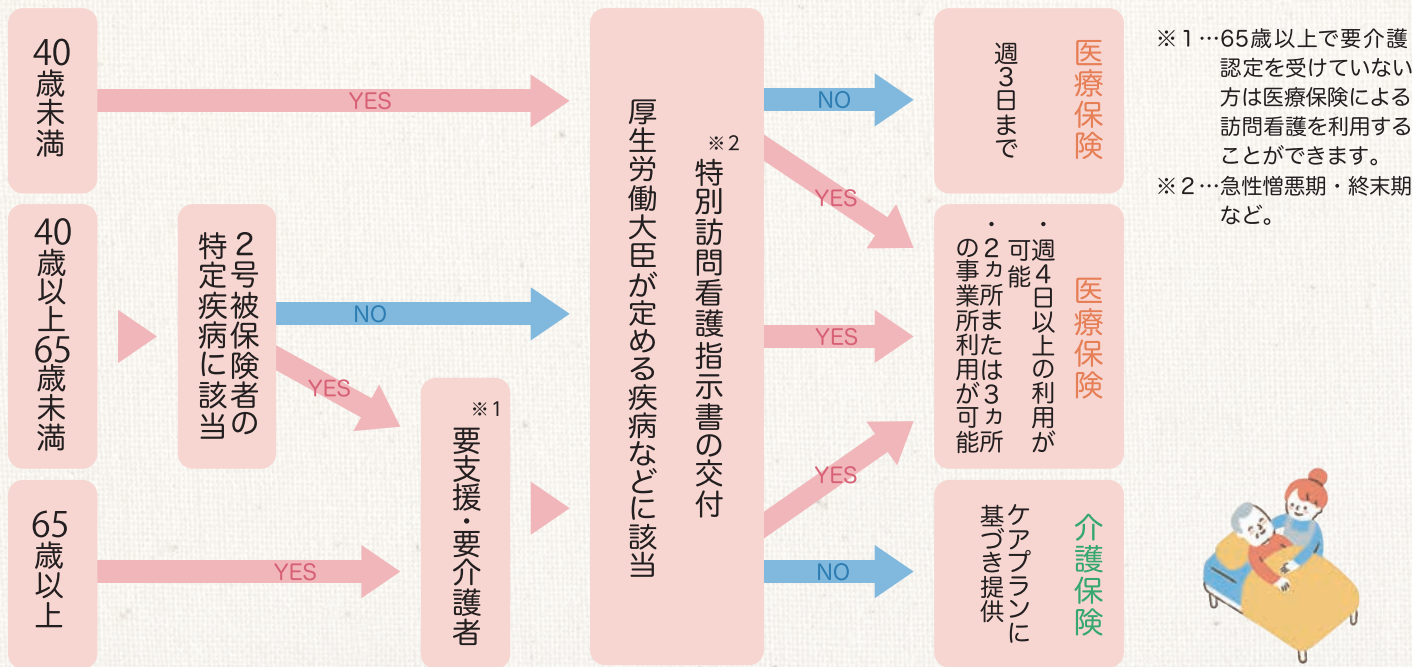 40歳未満
YES
40歳以上65歳未満
2号被保険者の
特定疾病に該当
NO
YES
65歳以上
YES
※1
要支援・要介護者
※2
特別訪問看護指示書の交付
厚生労働大臣が定める疾病などに該当
NO
YES
YES
YES
NO
医療保険
週3日まで
医療保険
・週4日以上の利用が
可能
・2ヵ所または3ヵ所
の事業所利用が可能
介護保険
ケアプランに
基づき提供
※1…65歳以上で要介護
認定を受けていない
方は医療保険による
訪問看護を利用する
ことができます。
※2…急性憎悪期・終末期
など。